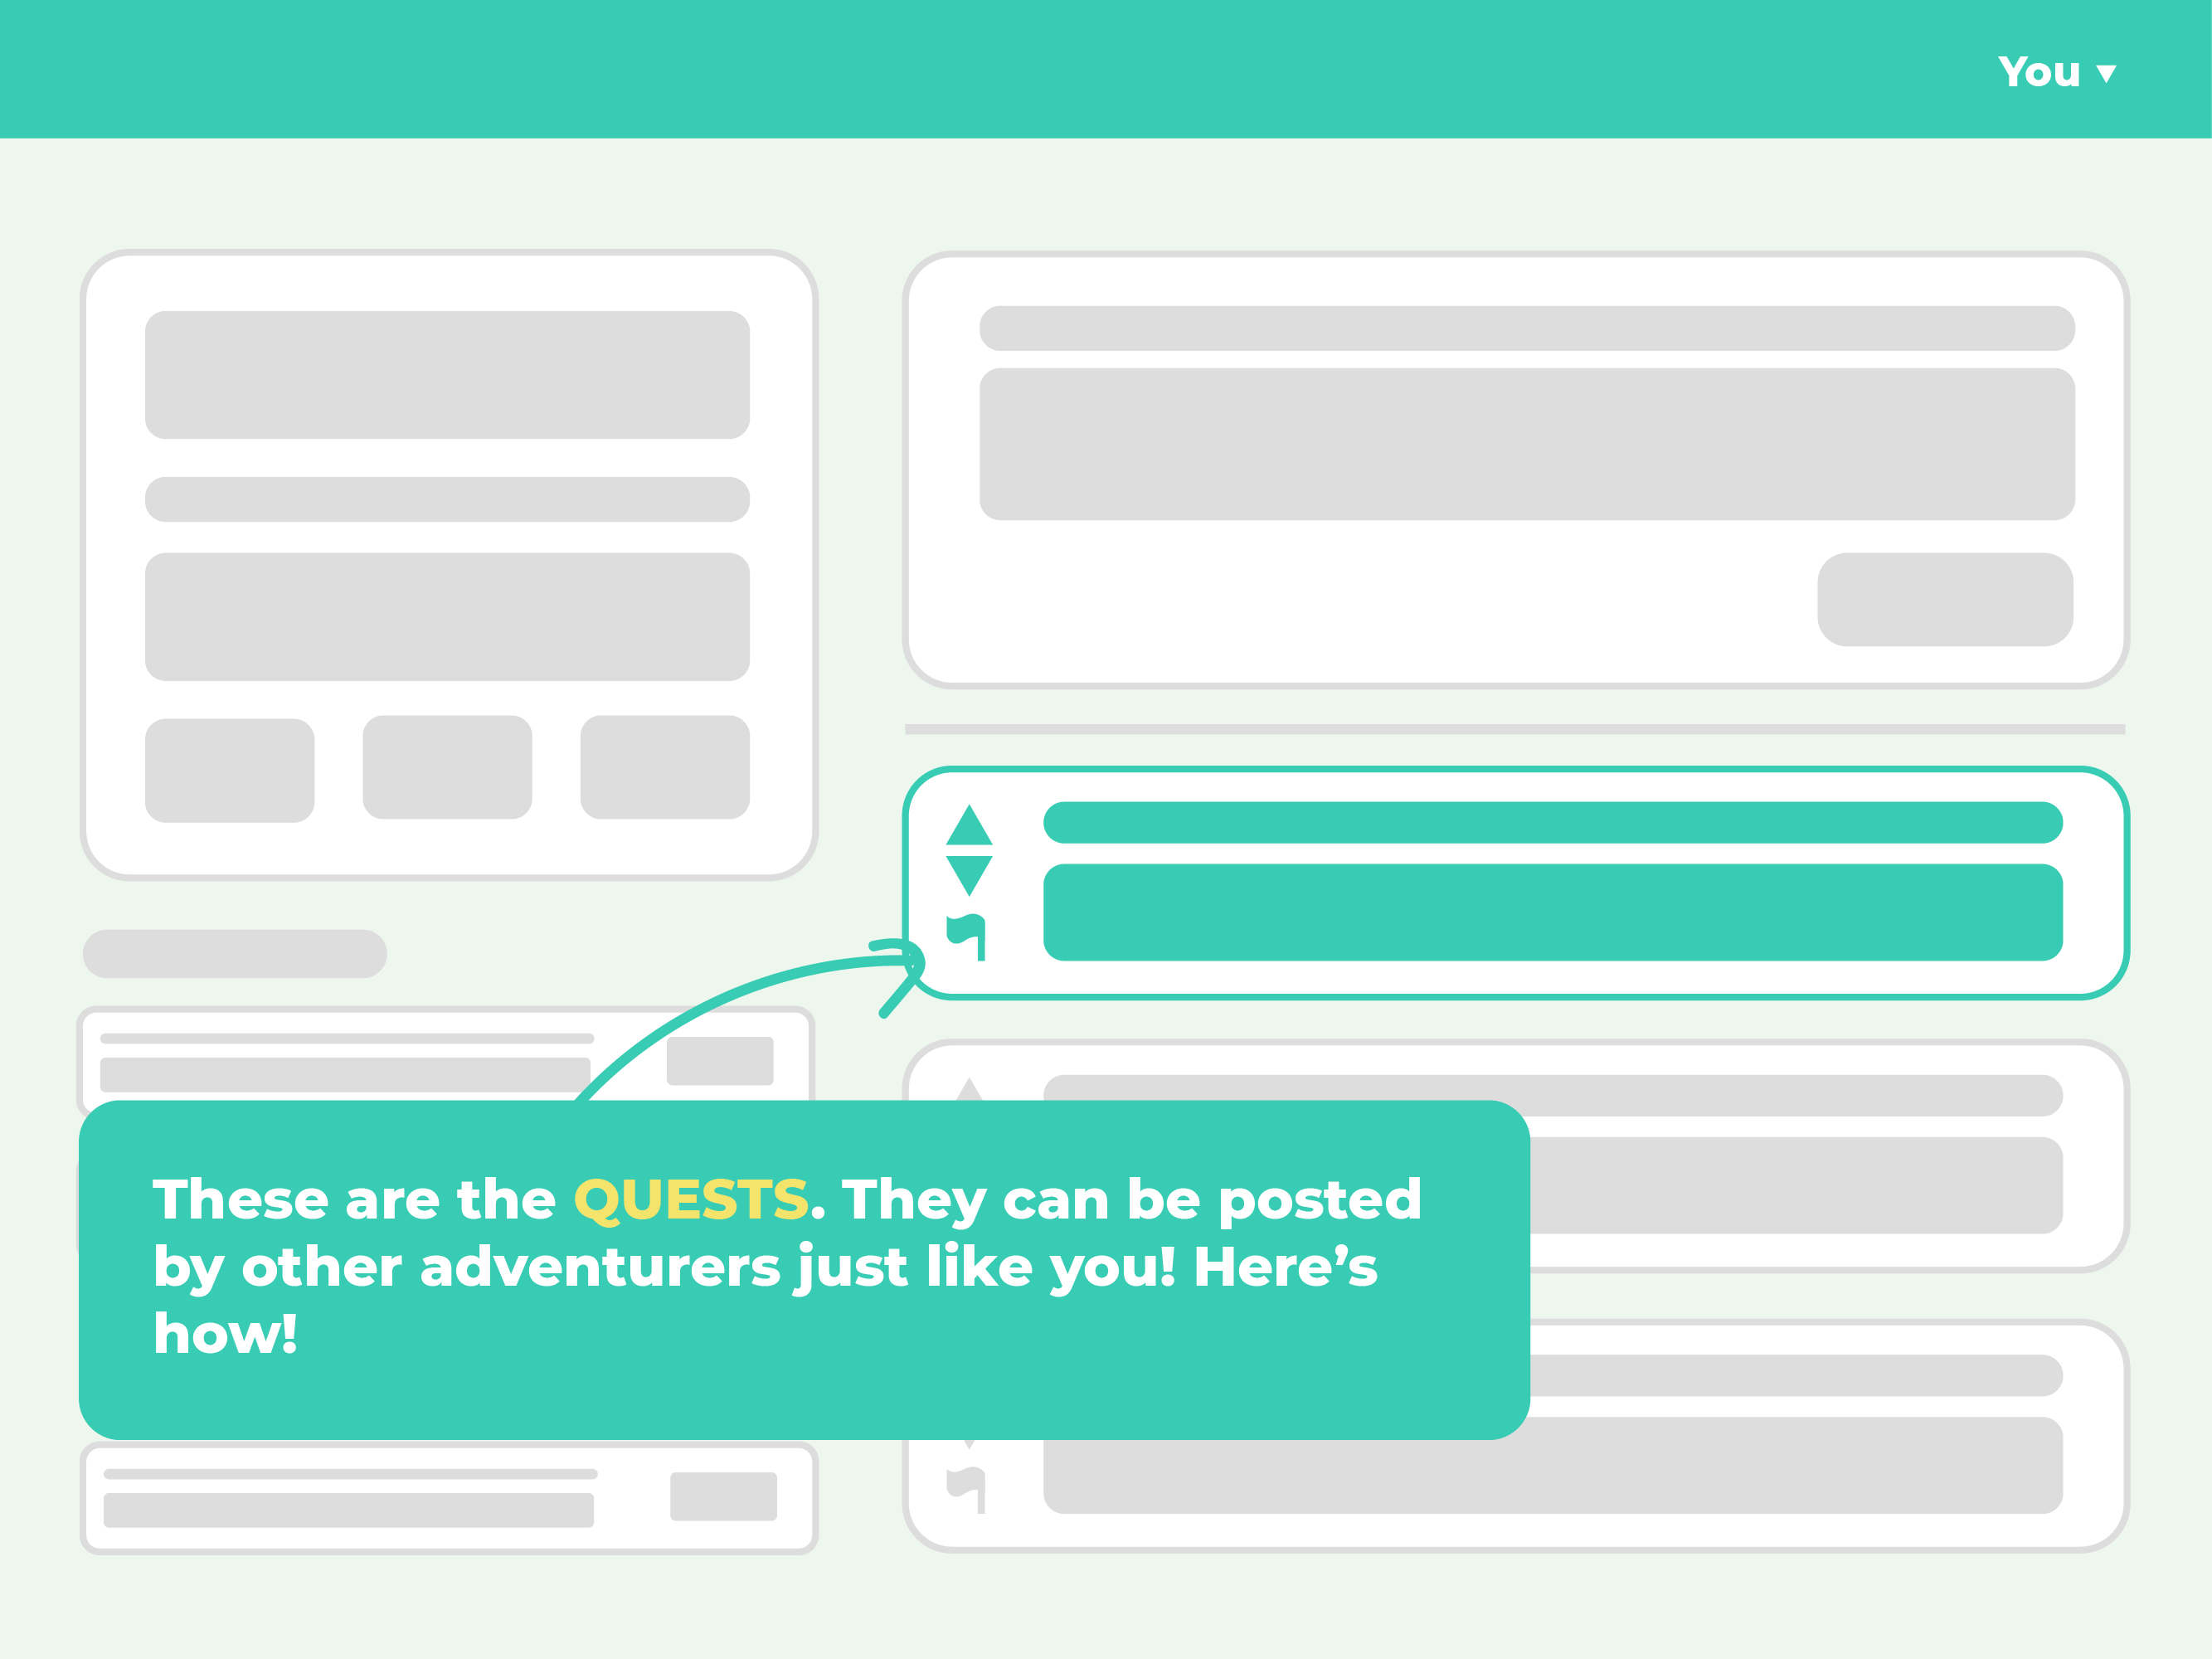 You
These are the QUESTS. They can be posted
by other adventurers just like you! Here’s
how!